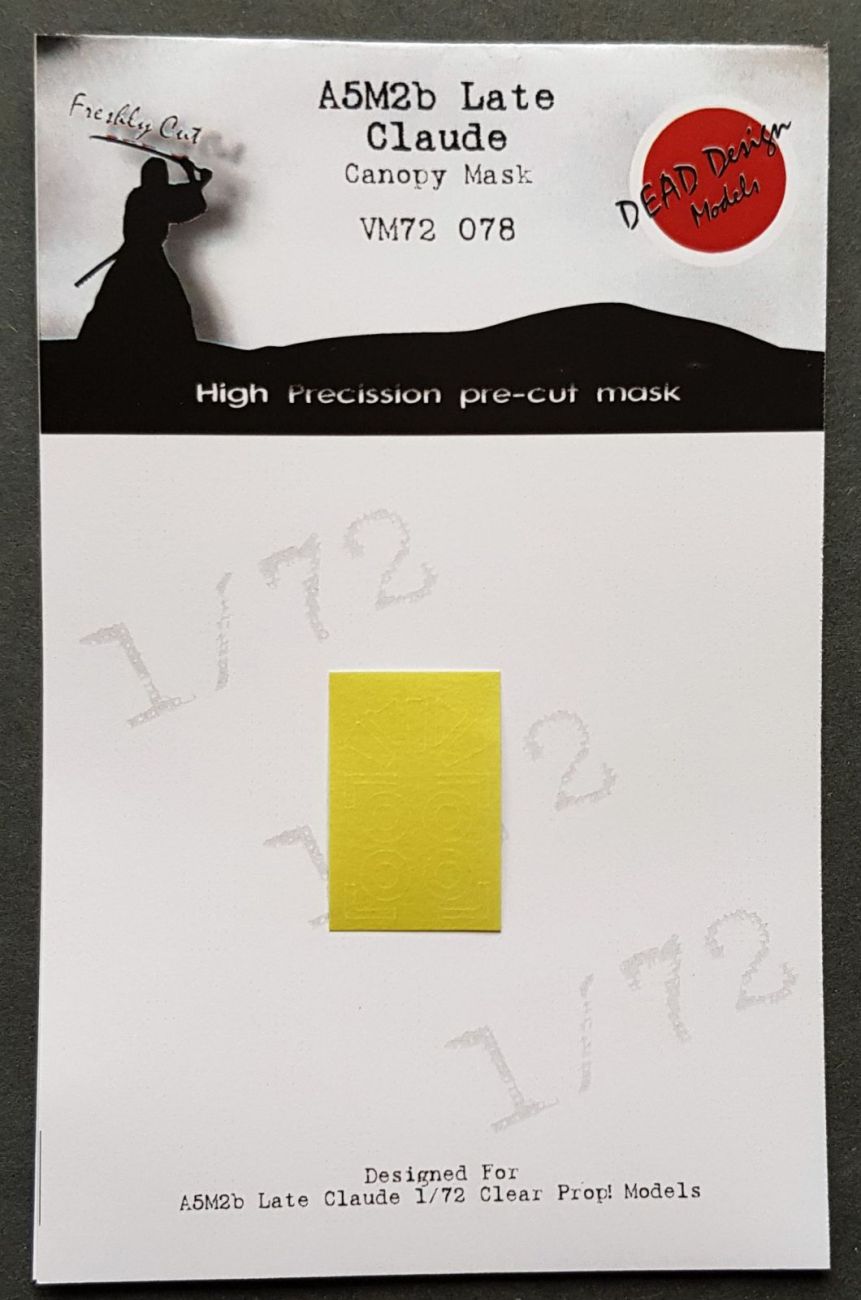 Freshly Cut
A5M2b Late
Claude
Canopy Mask
VM72 078
DEAD Design
Models
High Precission pre-cut mask
1/72
1 2
1/72
Designed For
A5M2b Late Claude 1/72 Clear Prop! Models